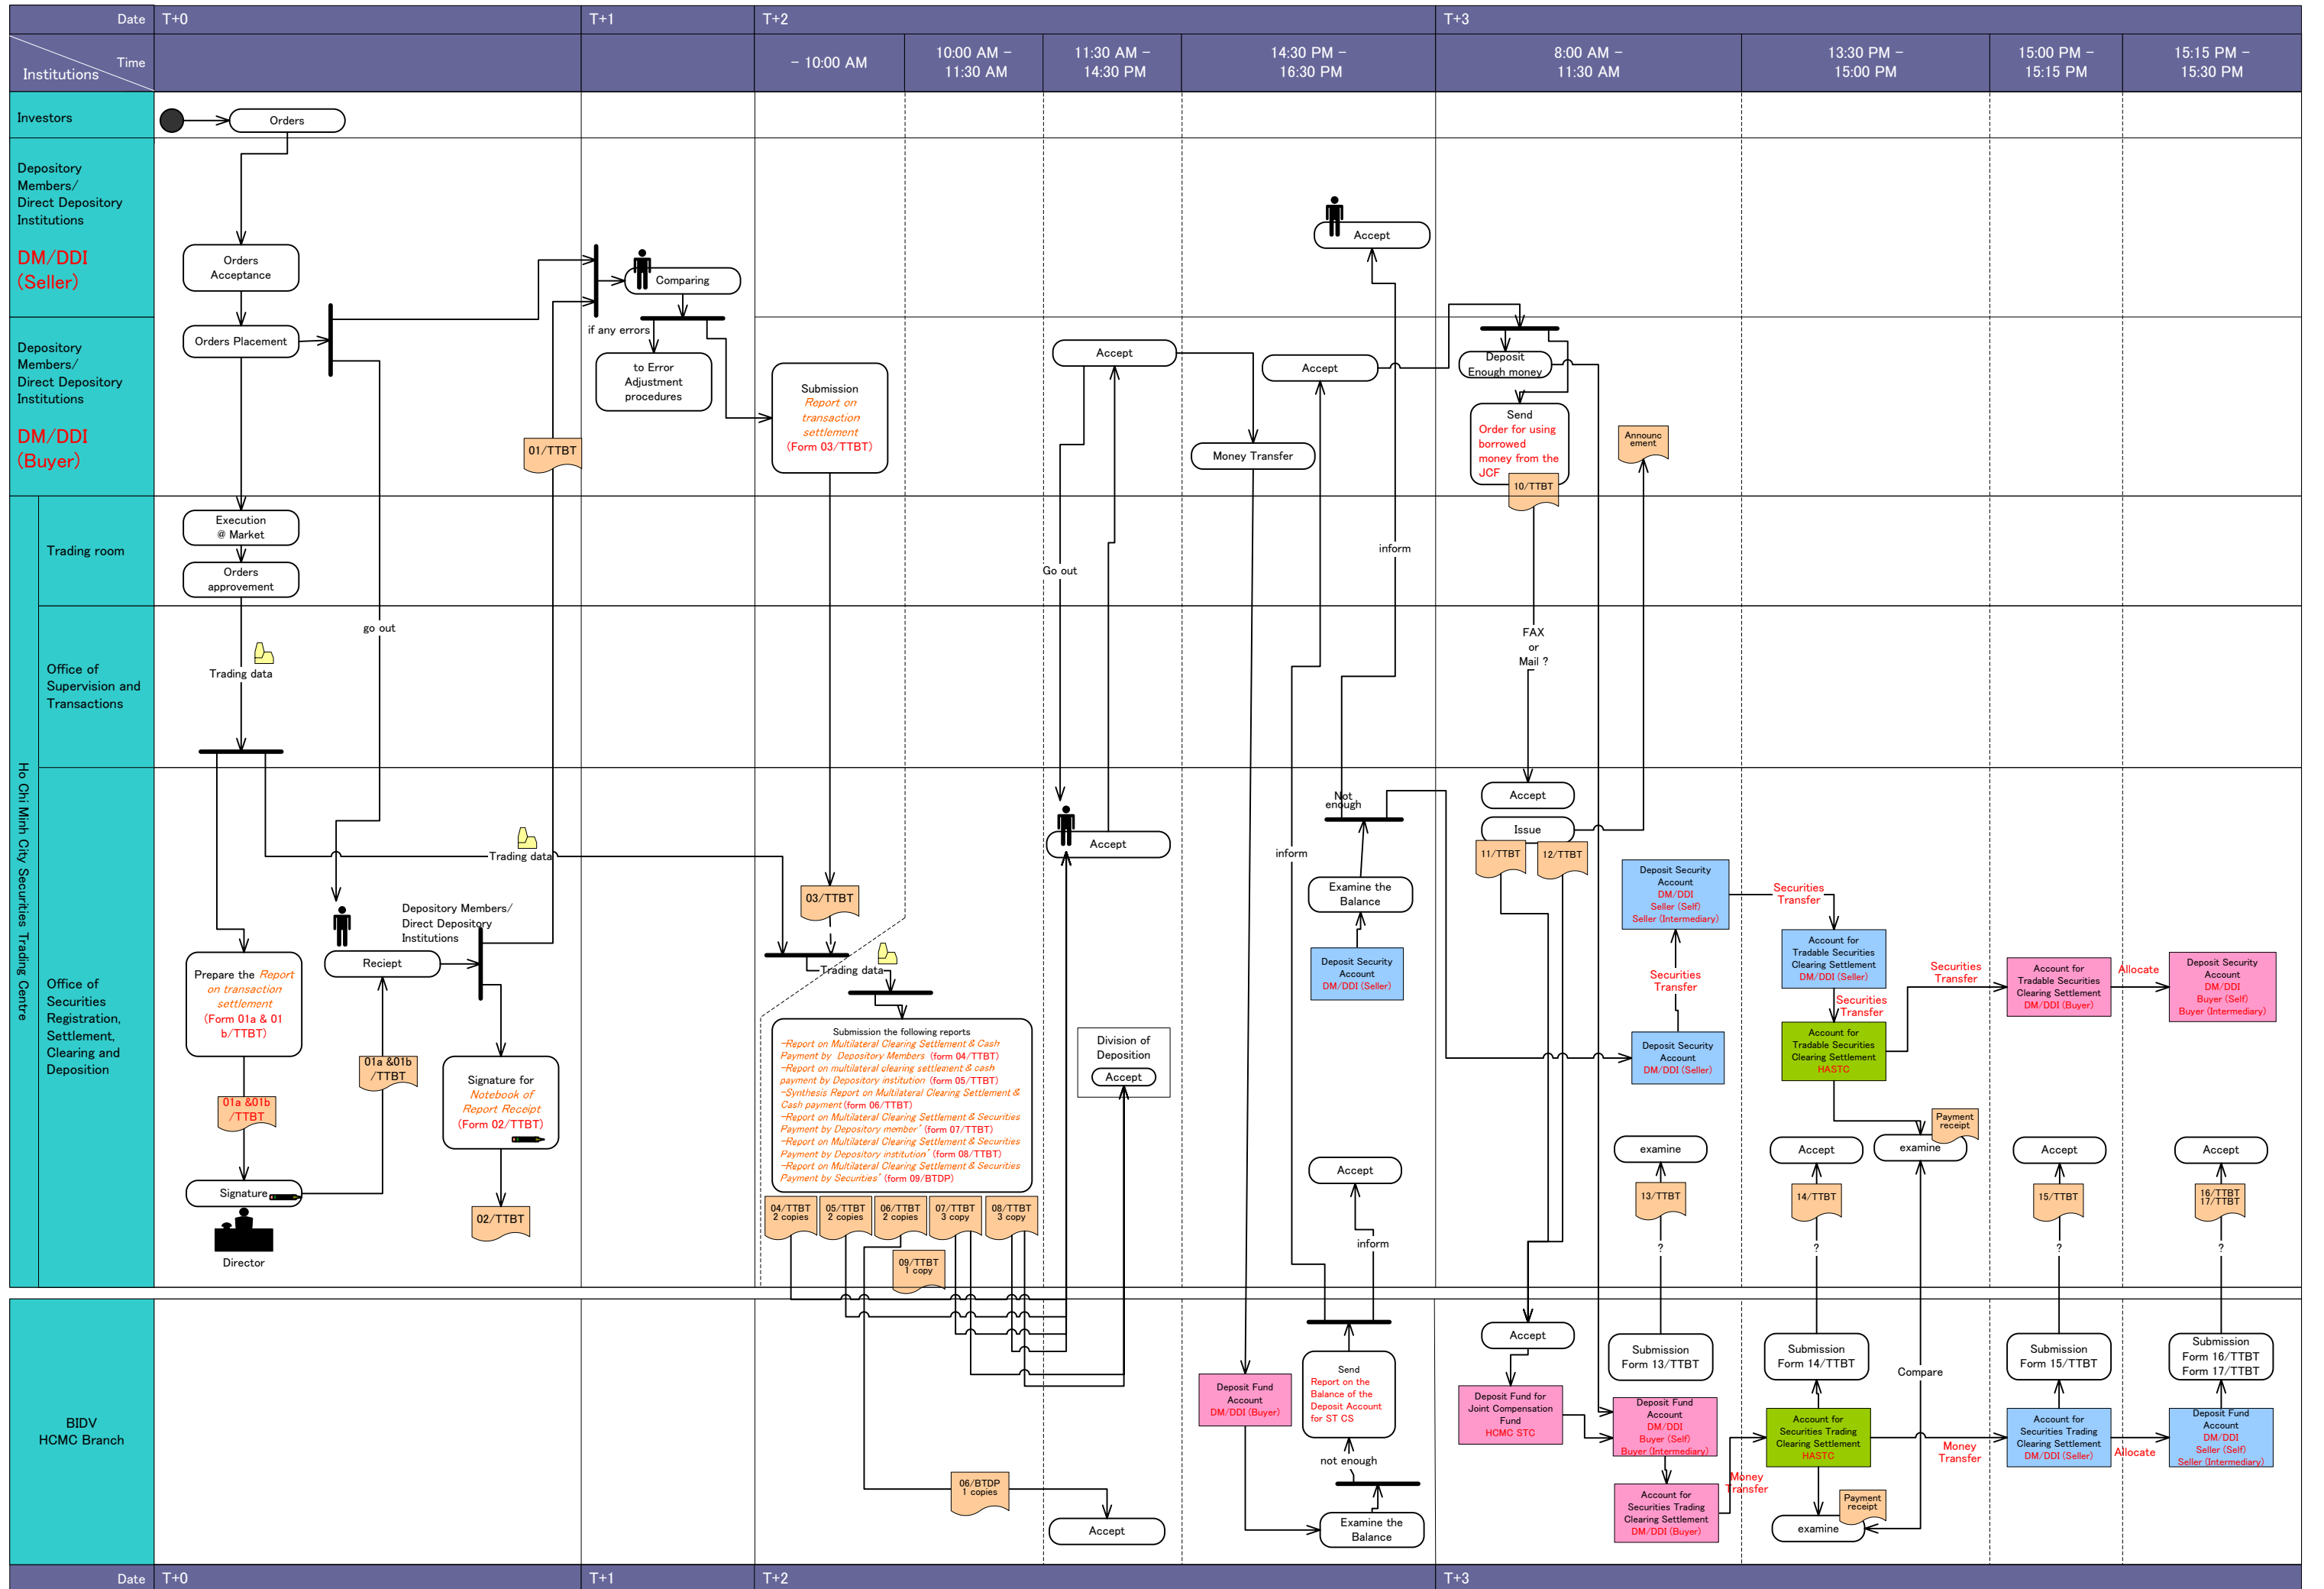 Date
T+0
T+1
T+2
T+3
Time
Institutions
– 10:00 AM
10:00 AM –
11:30 AM
11:30 AM –
14:30 PM
14:30 PM –
16:30 PM
8:00 AM –
11:30 AM
13:30 PM –
15:00 PM
15:00 PM –
15:15 PM
15:15 PM –
15:30 PM
Investors
Orders
Depository
Members/
Direct Depository
Institutions
DM/DDI
(Seller)
Orders
Acceptance
Comparing
Accept
Depository
Members/
Direct Depository
Institutions
DM/DDI
(Buyer)
Orders Placement
if any errors
to Error
Adjustment
procedures
01/TTBT
Submission
Report on
transaction
settlement
(Form 03/TTBT)
Accept
Money Transfer
Accept
Deposit
Enough money
Send
Order for using
borrowed
money from the
JCF
10/TTBT
Announc
ement
Ho Chi Minh City Securities Trading Centre
Trading room
Execution
@ Market
Orders
approvement
Go out
inform
Office of
Supervision and
Transactions
go out
Trading data
FAX
or
Mail ?
Office of
Securities
Registration,
Settlement,
Clearing and
Deposition
Trading data
Depository Members/
Direct Depository
Institutions
Reciept
Prepare the Report
on transaction
settlement
(Form 01a & 01
b/TTBT)
01a &01b
/TTBT
01a &01b
/TTBT
Signature
Director
Signature for
Notebook of
Report Receipt
(Form 02/TTBT)
02/TTBT
03/TTBT
Trading data
Submission the following reports
-Report on Multilateral Clearing Settlement & Cash
Payment by Depository Members (form 04/TTBT)
-Report on multilateral clearing settlement & cash
payment by Depository institution (form 05/TTBT)
-Synthesis Report on Multilateral Clearing Settlement &
Cash payment (form 06/TTBT)
-Report on Multilateral Clearing Settlement & Securities
Payment by Depository member' (form 07/TTBT)
-Report on Multilateral Clearing Settlement & Securities
Payment by Depository institution' (form 08/TTBT)
-Report on Multilateral Clearing Settlement & Securities
Payment by Securities' (form 09/BTDP)
04/TTBT
2 copies
05/TTBT
2 copies
06/TTBT
2 copies
07/TTBT
3 copy
08/TTBT
3 copy
09/TTBT
1 copy
Accept
Division of
Deposition
Accept
inform
Not
enough
Examine the
Balance
Deposit Security
Account
DM/DDI (Seller)
Accept
inform
Accept
Issue
11/TTBT
12/TTBT
Deposit Security
Account
DM/DDI
Seller (Self)
Seller (Intermediary)
Securities
Transfer
Deposit Security
Account
DM/DDI (Seller)
Securities
Transfer
Account for
Tradable Securities
Clearing Settlement
DM/DDI (Seller)
Securities
Transfer
Account for
Tradable Securities
Clearing Settlement
HASTC
Securities
Transfer
Account for
Tradable Securities
Clearing Settlement
DM/DDI (Buyer)
Allocate
Deposit Security
Account
DM/DDI
Buyer (Self)
Buyer (Intermediary)
Payment
receipt
examine
examine
13/TTBT
?
Accept
14/TTBT
?
Accept
15/TTBT
?
Accept
16/TTBT
17/TTBT
?
BIDV
HCMC Branch
06/BTDP
1 copies
Accept
Deposit Fund
Account
DM/DDI (Buyer)
Send
Report on the
Balance of the
Deposit Account
for ST CS
not enough
Examine the
Balance
Accept
Deposit Fund for
Joint Compensation
Fund
HCMC STC
Submission
Form 13/TTBT
Deposit Fund
Account
DM/DDI
Buyer (Self)
Buyer (Intermediary)
Account for
Securities Trading
Clearing Settlement
DM/DDI (Buyer)
Money
Transfer
Submission
Form 14/TTBT
Account for
Securities Trading
Clearing Settlement
HASTC
Compare
Payment
receipt
examine
Money
Transfer
Submission
Form 15/TTBT
Account for
Securities Trading
Clearing Settlement
DM/DDI (Seller)
Allocate
Submission
Form 16/TTBT
Form 17/TTBT
Deposit Fund
Account
DM/DDI
Seller (Self)
Seller (Intermediary)
Date
T+0
T+1
T+2
T+3